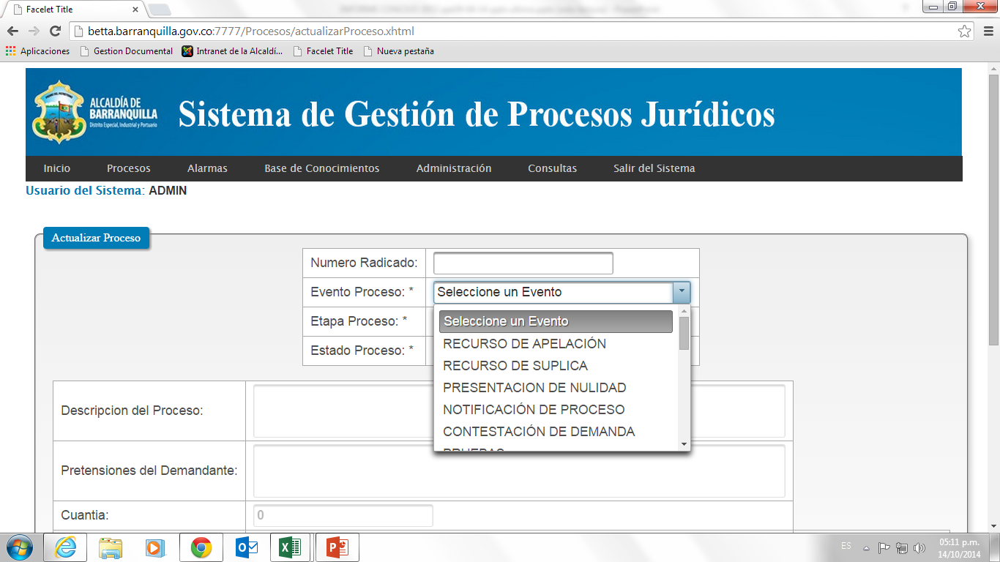 Facelet Title
betta.barranquilla.gov.co:7777/Procesos/actualizarProceso.xhtml
Aplicaciones Gestion Documental Intranet de la Alcaldí... Facelet Title Nueva pestaña
ALCALDÍA DE
BARRANQUILLA
Distrito Especial, Industrial y Portuario
Sistema de Gestión de Procesos Jurídicos
Inicio Procesos Alarmas Base de Conocimientos Administración Consultas Salir del Sistema
Usuario del Sistema: ADMIN
Actualizar Proceso
Numero Radicado:
Evento Proceso: * Seleccione un Evento
Seleccione un Evento
Etapa Proceso: *
RECURSO DE APELACIÓN
Estado Proceso: *
RECURSO DE SUPLICA
PRESENTACION DE NULIDAD
NOTIFICACIÓN DE PROCESO
CONTESTACIÓN DE DEMANDA
PRUEBAS
Descripcion del Proceso:
Pretensiones del Demandante:
Cuantia: 0
ES
05:11 p.m.
14/10/2014